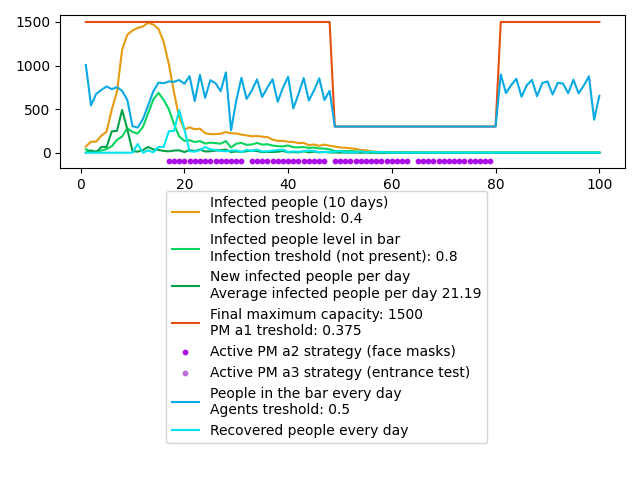 1500
1000
500
0
0 20 40 60 80 100
Infected people (10 days)
Infection treshold: 0.4
Infected people level in bar
Infection treshold (not present): 0.8
New infected people per day
Average infected people per day 21.19
Final maximum capacity: 1500
PM a1 treshold: 0.375
Active PM a2 strategy (face masks)
Active PM a3 strategy (entrance test)
People in the bar every day
Agents treshold: 0.5
Recovered people every day